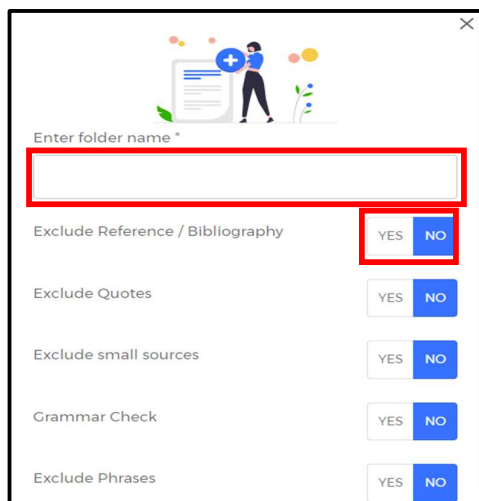 Enter folder name *
Exclude Reference / Bibliography YES NO
Exclude Quotes YES NO
Exclude small sources YES NO
Grammar Check YES NO
Exclude Phrases YES NO